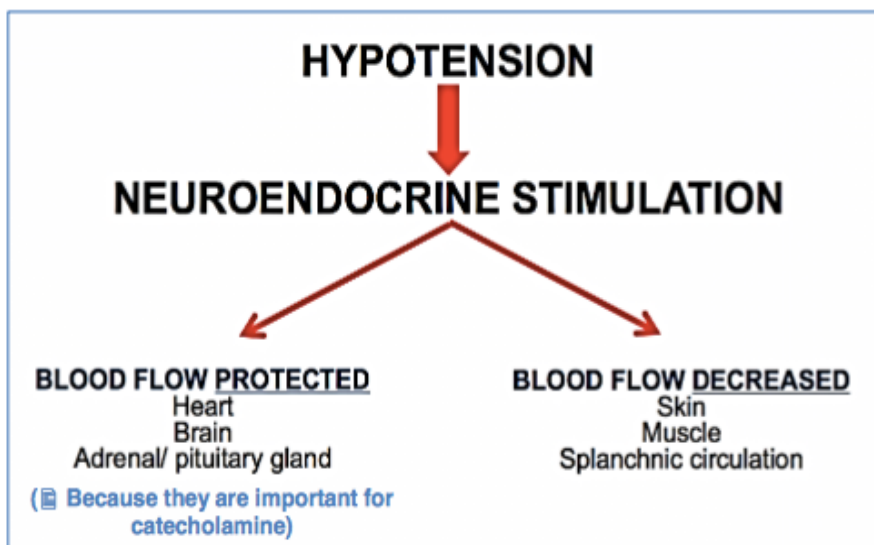 HYPOTENSION
NEUROENDOCRINE STIMULATION
BLOOD FLOW PROTECTED
Heart
Brain
Adrenal/ pituitary gland
( Because they are important for
catecholamine)
BLOOD FLOW DECREASED
Skin
Muscle
Splanchnic circulation